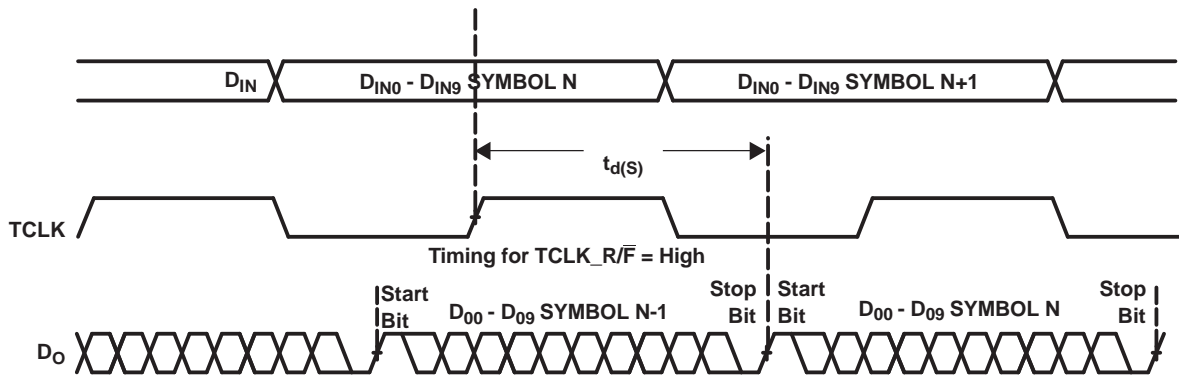 D_IN
D_IN0 - D_IN9 SYMBOL N
D_IN0 - D_IN9 SYMBOL N+1
t_d(S)
TCLK
Timing for TCLK_R/F̅ = High
Start Bit
D_00 - D_09 SYMBOL N-1
Stop Bit
Start Bit
D_00 - D_09 SYMBOL N
Stop Bit
D_O